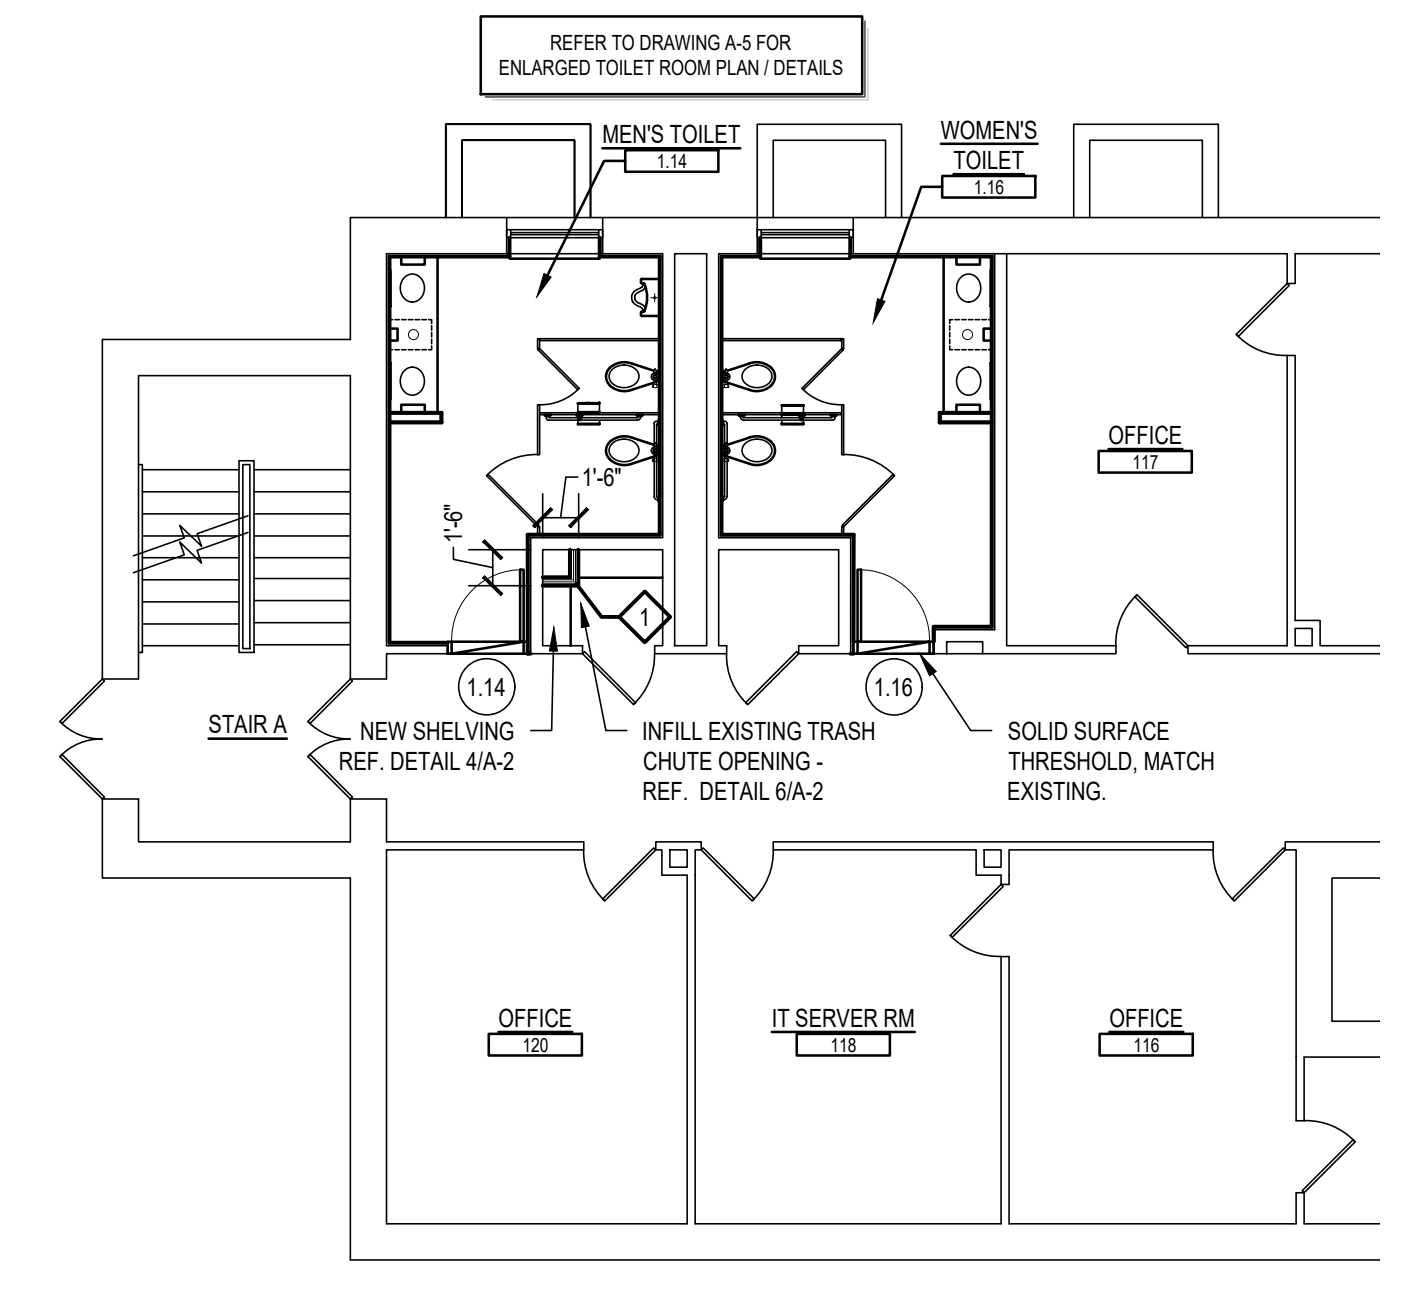 REFER TO DRAWING A-5 FOR
ENLARGED TOILET ROOM PLAN / DETAILS
MEN'S TOILET
1.14
WOMEN'S
TOILET
1.16
OFFICE
117
1'-6"
1'-6"
1
1.14
1.16
STAIR A
NEW SHELVING
REF. DETAIL 4/A-2
INFILL EXISTING TRASH
CHUTE OPENING -
REF. DETAIL 6/A-2
SOLID SURFACE
THRESHOLD, MATCH
EXISTING.
OFFICE
120
IT SERVER RM
118
OFFICE
116